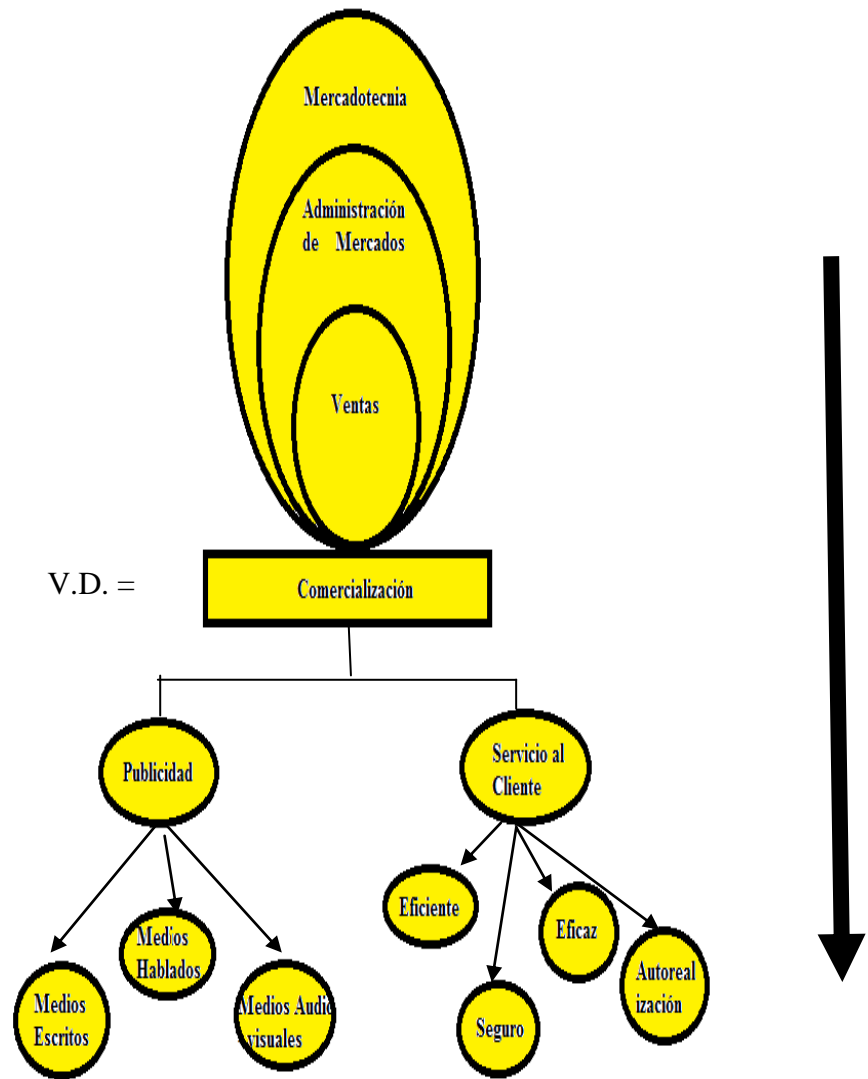 Mercadotecnia
Administración
de Mercados
Ventas
V.D. =
Comercialización
Publicidad
Servicio al
Cliente
Medios
Escritos
Medios
Hablados
Medios Audio
visuales
Eficiente
Seguro
Eficaz
Autoreal
ización